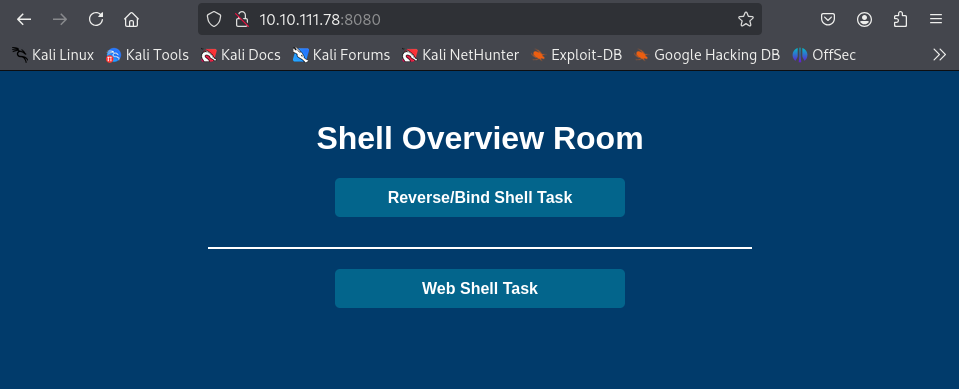 10.10.111.78:8080
Kali Linux Kali Tools Kali Docs Kali Forums Kali NetHunter Exploit-DB Google Hacking DB OffSec
Shell Overview Room
Reverse/Bind Shell Task
Web Shell Task